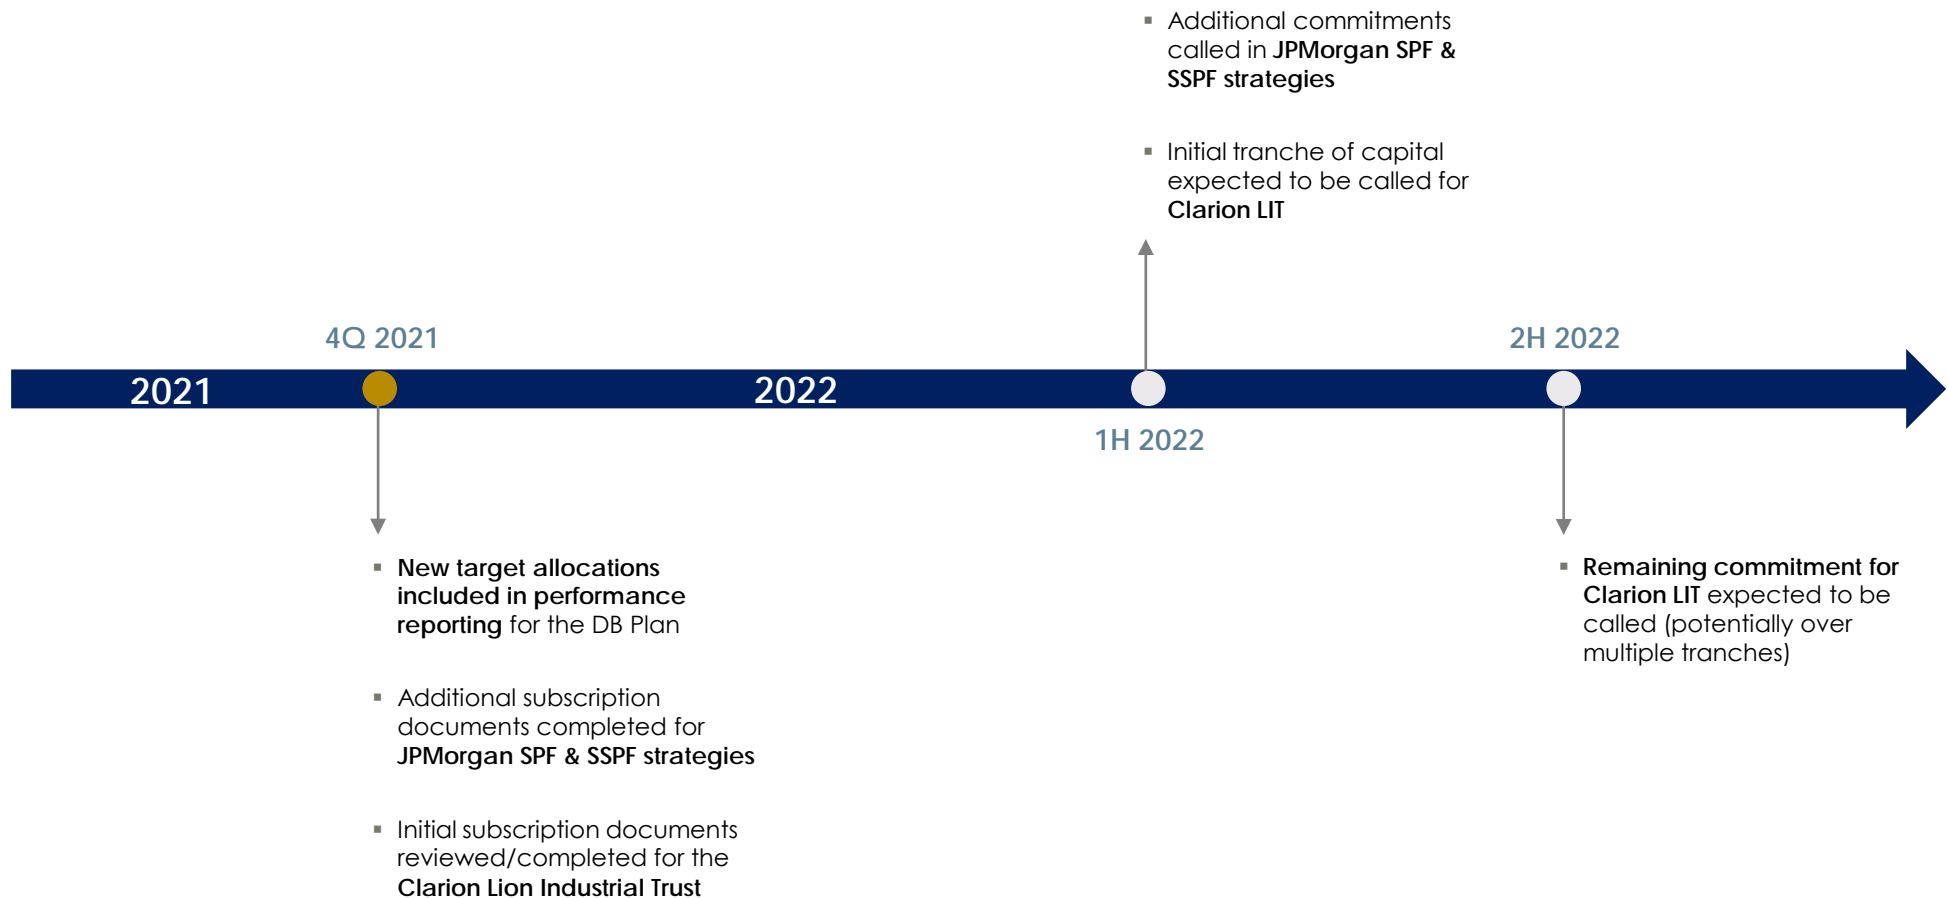 ▪ Additional commitments
called in JPMorgan SPF &
SSPF strategies
▪ Initial tranche of capital
expected to be called for
Clarion LIT
4Q 2021
2H 2022
2021
2022
1H 2022
▪ New target allocations
included in performance
reporting for the DB Plan
▪ Additional subscription
documents completed for
JPMorgan SPF & SSPF strategies
▪ Initial subscription documents
reviewed/completed for the
Clarion Lion Industrial Trust
▪ Remaining commitment for
Clarion LIT expected to be
called (potentially over
multiple tranches)